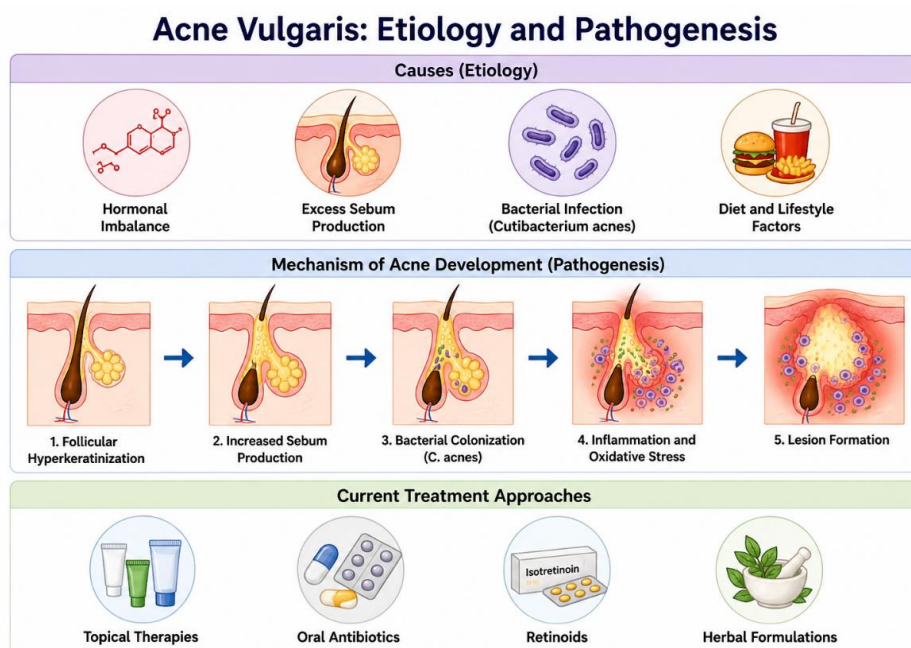 Acne Vulgaris: Etiology and Pathogenesis
Causes (Etiology)
Hormonal
Imbalance
Excess Sebum
Production
Bacterial Infection
(Cutibacterium acnes)
Diet and Lifestyle
Factors
Mechanism of Acne Development (Pathogenesis)
1. Follicular
Hyperkeratinization
2. Increased Sebum
Production
3. Bacterial Colonization
(C. acnes)
4. Inflammation and
Oxidative Stress
5. Lesion Formation
Current Treatment Approaches
Isotretinoin
Topical Therapies
Oral Antibiotics
Retinoids
Herbal Formulations